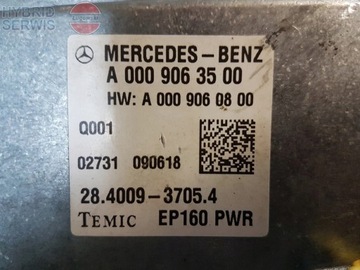 HYBRID
SERWIS
MERCEDES-BENZ
A 000 906 35 00
HW: A 000 906 08 00
Q001
02731 090618
28.4009-3705.4
TEMIC EP160 PWR